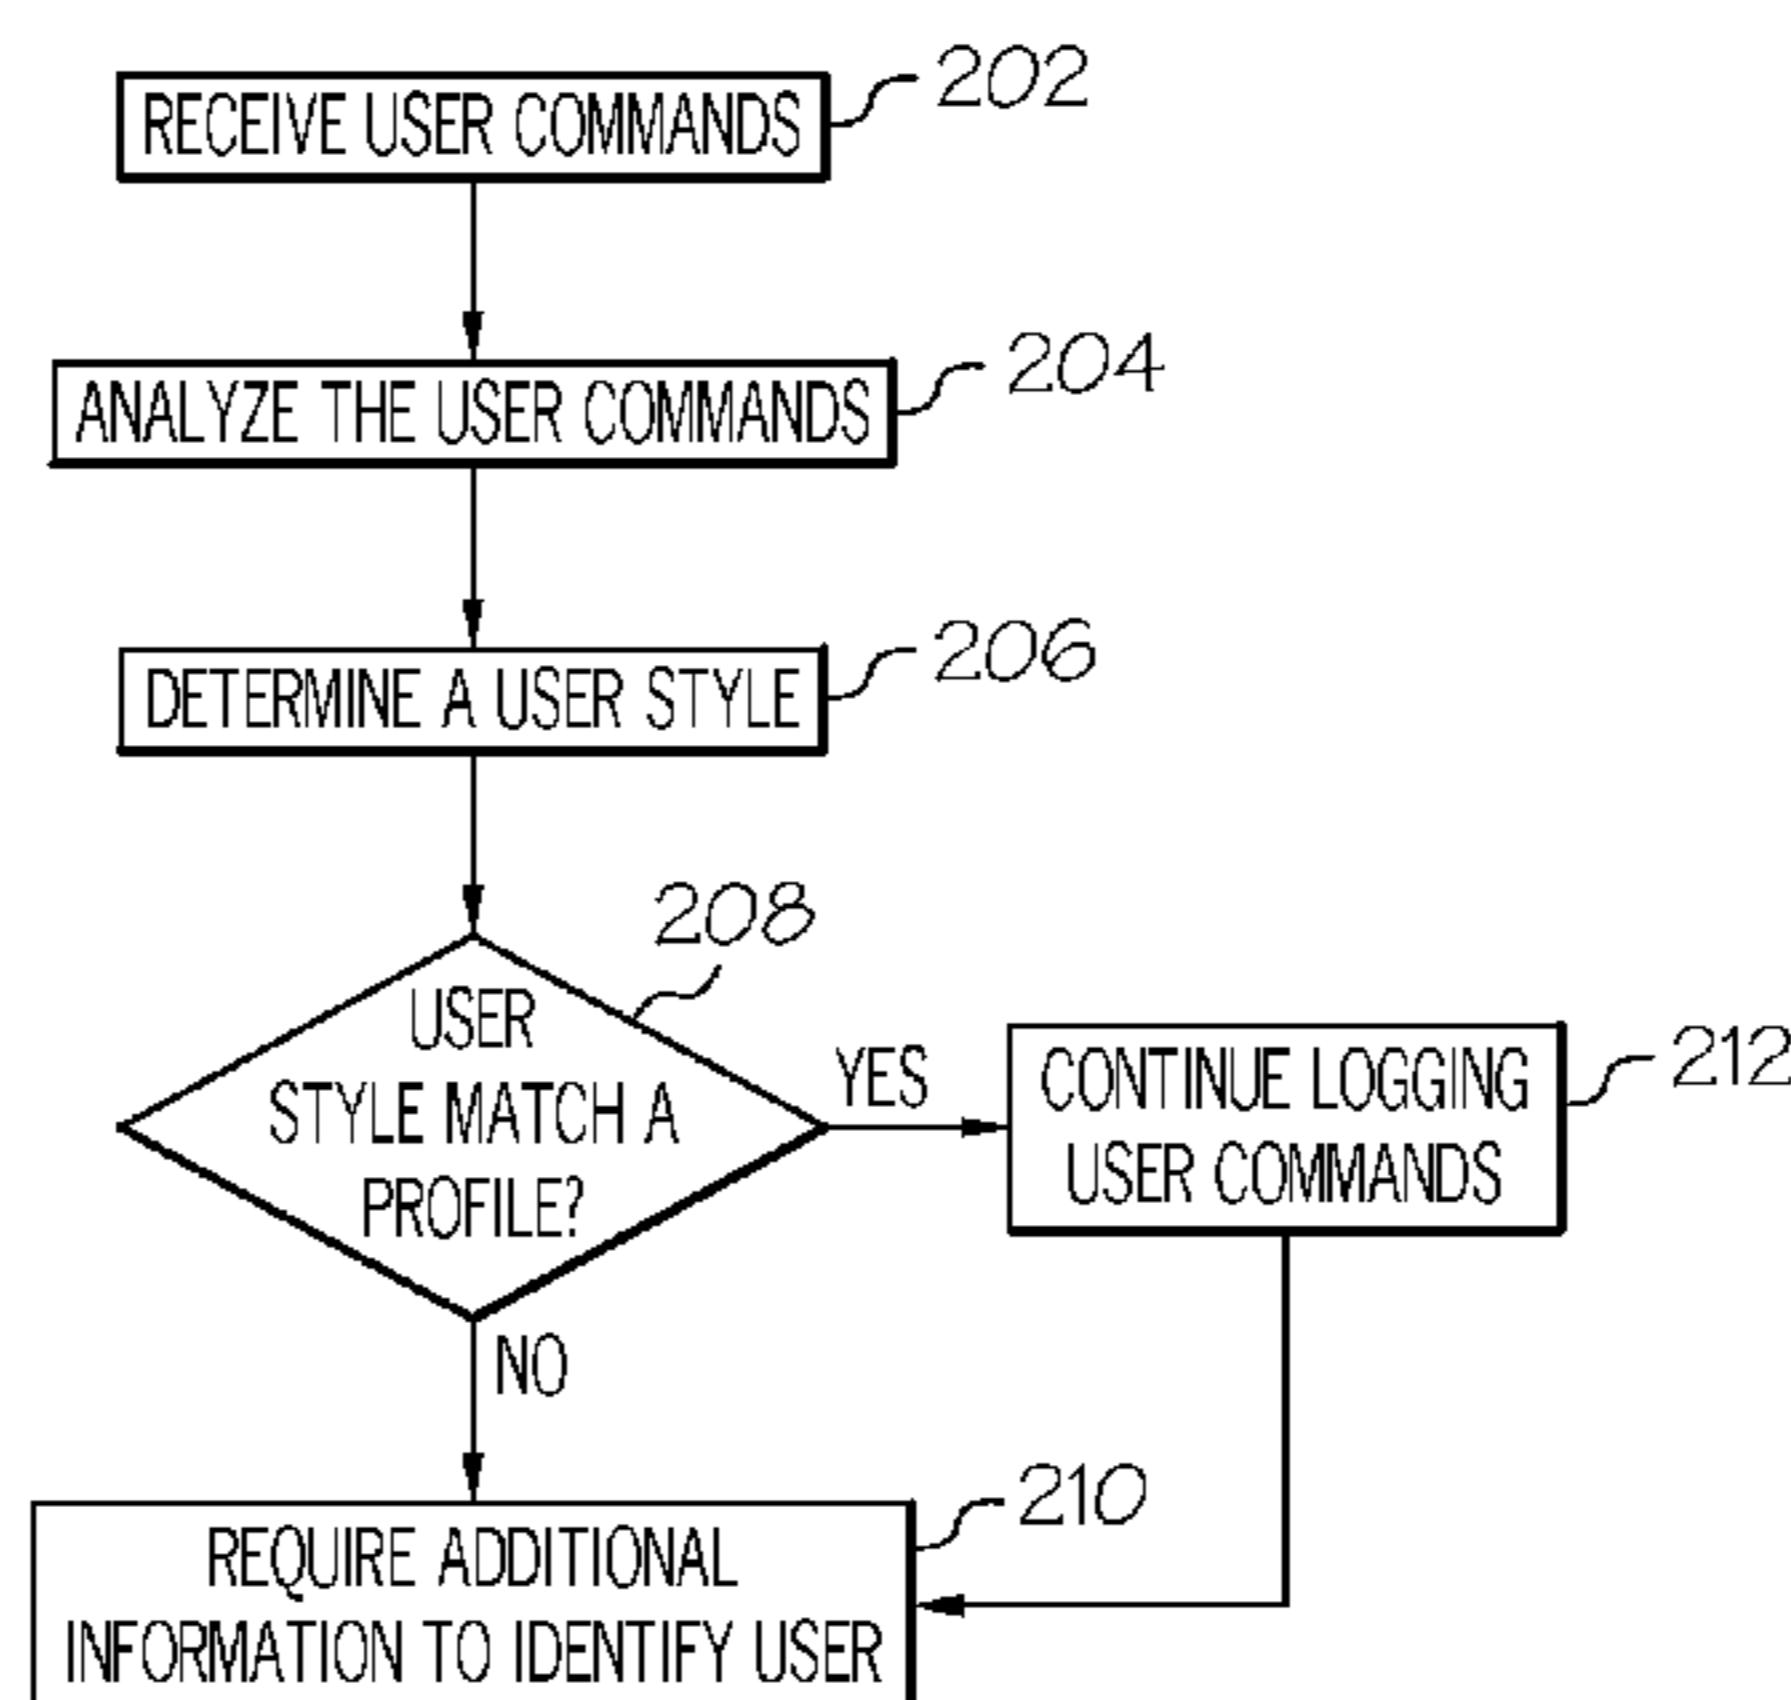 RECEIVE USER COMMANDS
202
ANALYZE THE USER COMMANDS
204
DETERMINE A USER STYLE
206
208
USER
STYLE MATCH A
PROFILE?
YES
CONTINUE LOGGING
USER COMMANDS
212
NO
210
REQUIRE ADDITIONAL
INFORMATION TO IDENTIFY USER